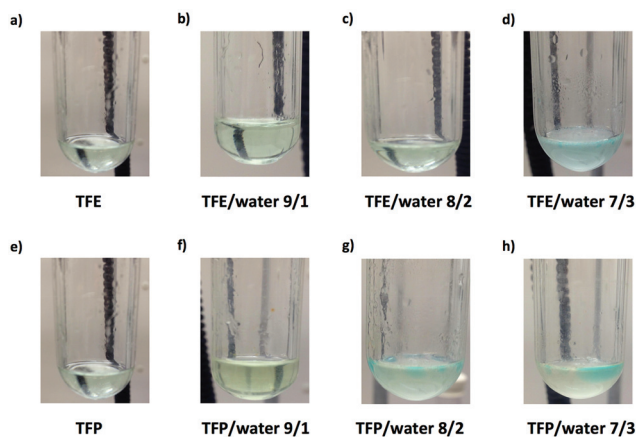 a) b) c) d)
TFE TFE/water 9/1 TFE/water 8/2 TFE/water 7/3
e) f) g) h)
TFP TFP/water 9/1 TFP/water 8/2 TFP/water 7/3